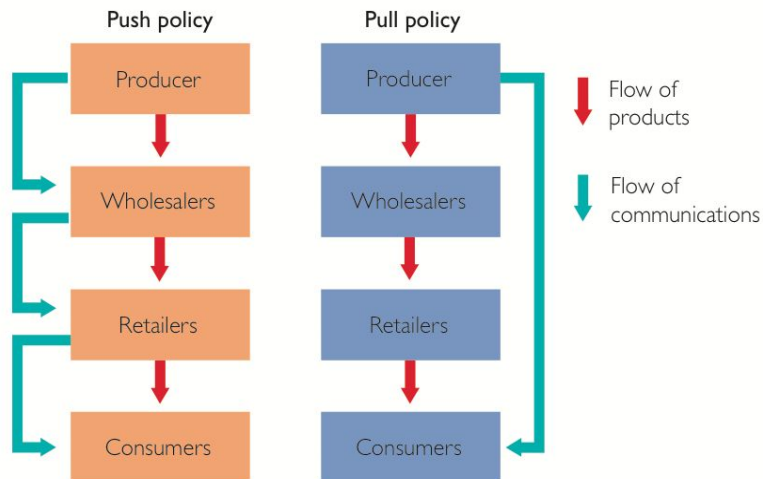 Push policy
Producer
Wholesalers
Retailers
Consumers
Pull policy
Producer
Wholesalers
Retailers
Consumers
Flow of
products
Flow of
communications